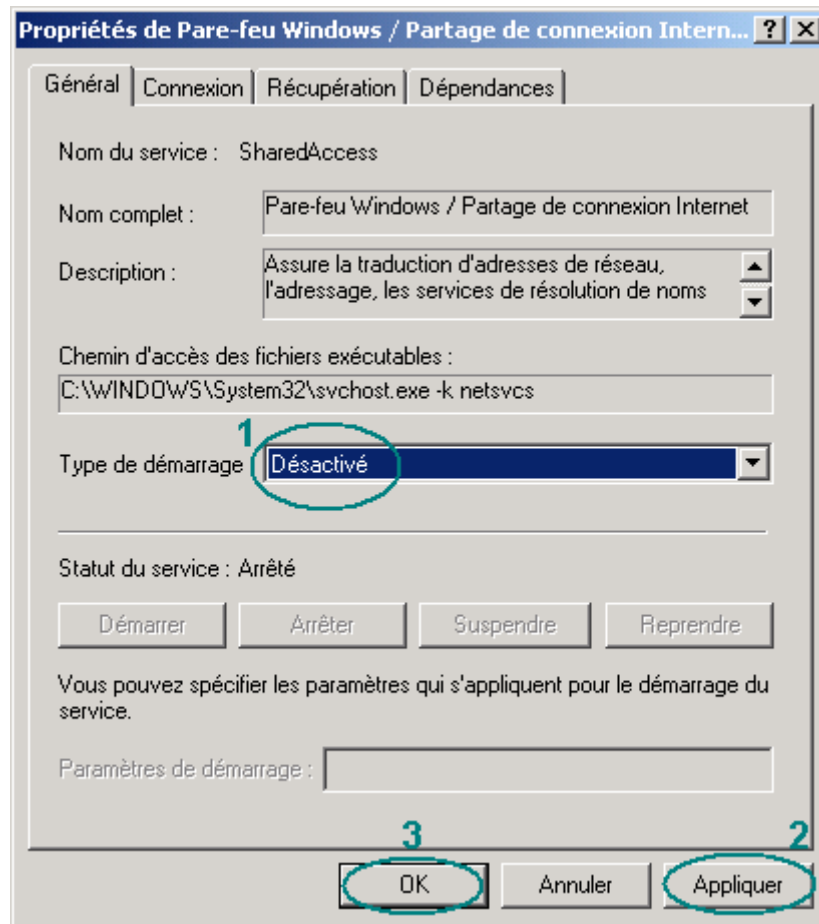 Propriétés de Pare-feu Windows / Partage de connexion Intern... ? X
Général Connexion Récupération Dépendances
Nom du service : SharedAccess
Nom complet : Pare-feu Windows / Partage de connexion Internet
Description : Assure la traduction d'adresses de réseau,
l'adressage, les services de résolution de noms
Chemin d'accès des fichiers exécutables :
C:\WINDOWS\System32\svchost.exe -k netsvcs
1
Type de démarrage Désactivé
Statut du service : Arrêté
Démarrer Arrêter Suspendre Reprendre
Vous pouvez spécifier les paramètres qui s'appliquent pour le démarrage du
service.
Paramètres de démarrage :
3 2
OK Annuler Appliquer